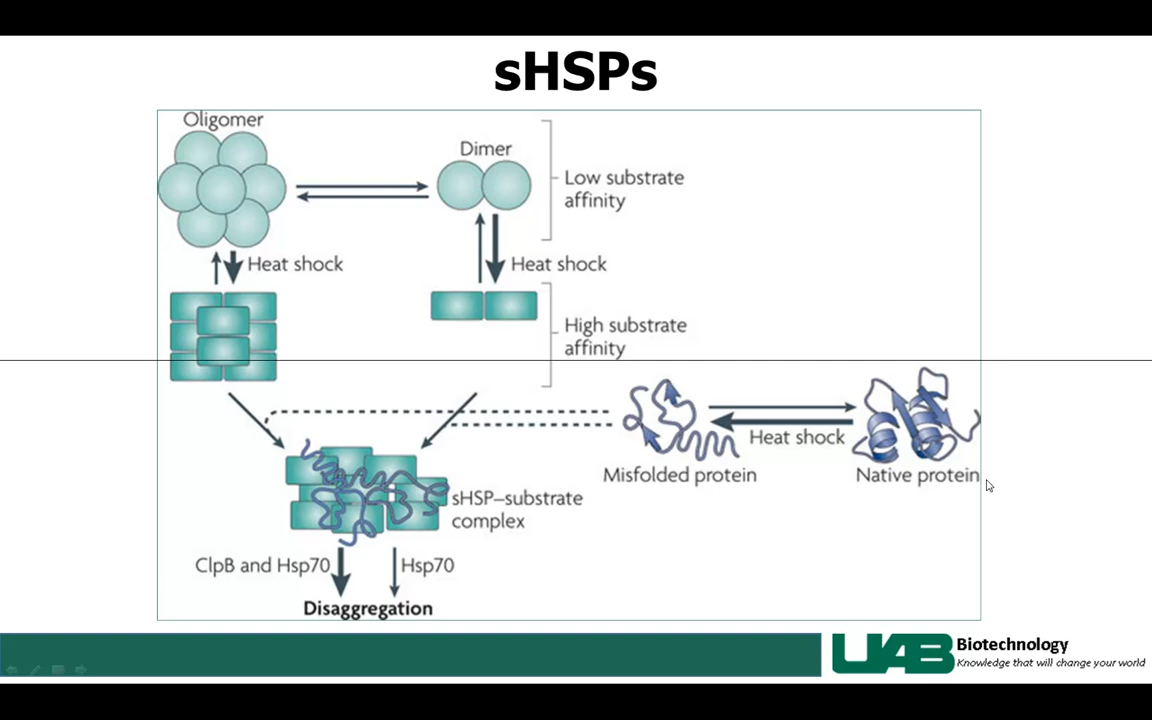 sHSPs
Oligomer
Dimer
Low substrate
affinity
Heat shock
Heat shock
High substrate
affinity
Heat shock
Misfolded protein
Native protein
sHSP–substrate
complex
ClpB and Hsp70
Hsp70
Disaggregation
UAB
Biotechnology
Knowledge that will change your world